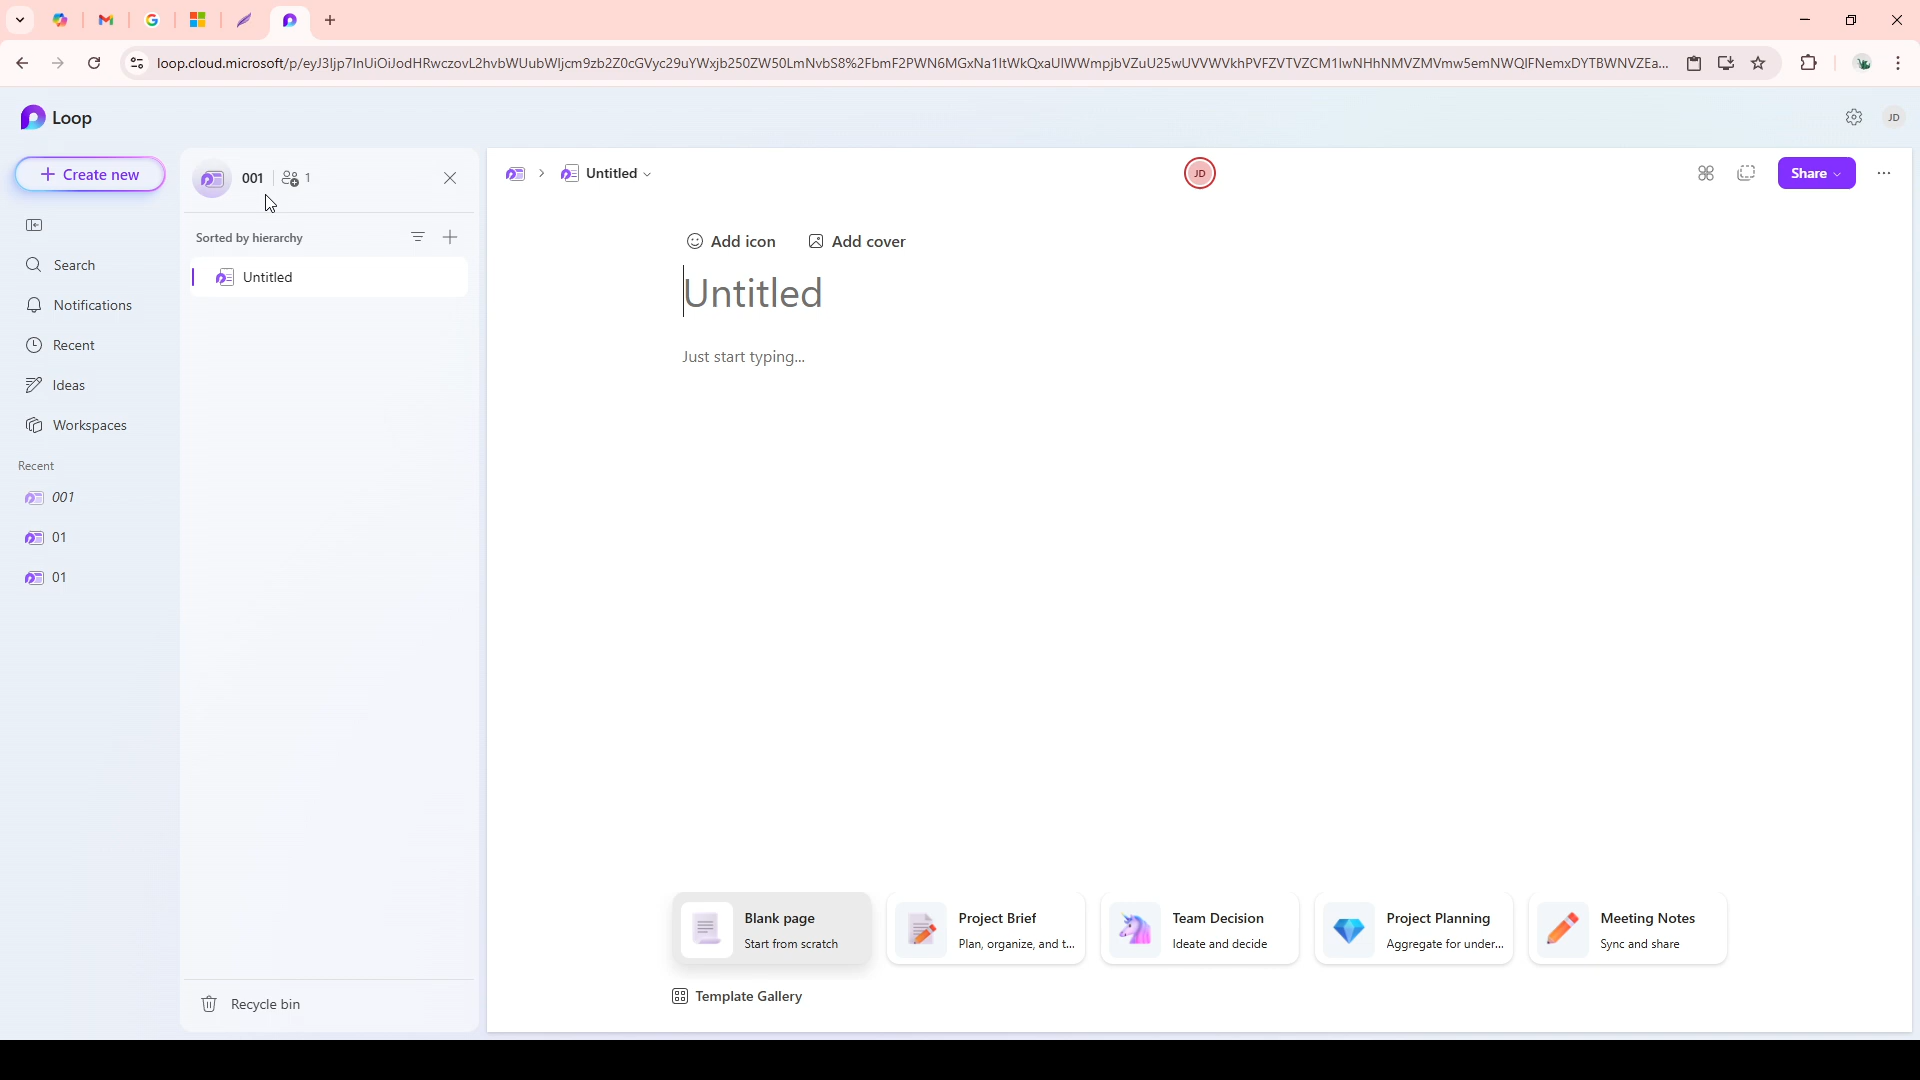 loop.cloud.microsoft/p/
Loop
JD
Create new
001
1
Untitled
JD
Share
Sorted by hierarchy
Add icon
Add cover
Search
Untitled
Untitled
Notifications
Recent
Just start typing...
Ideas
Workspaces
Recent
001
01
01
Blank page
Start from scratch
Project Brief
Plan, organize, and t...
Team Decision
Ideate and decide
Project Planning
Aggregate for under...
Meeting Notes
Sync and share
Template Gallery
Recycle bin